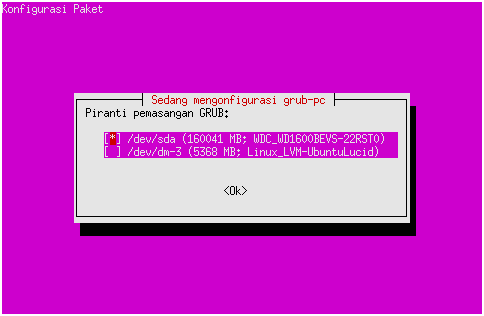 Konfigurasi Paket
Sedang mengonfigurasi grub-pc
Piranti pemasangan GRUB:
[*] /dev/sda (160041 MB; WDC_WD1600BEVS-22RST0)
[ ] /dev/dm-3 (5368 MB; Linux_LVM-UbuntuLucid)
<Ok>